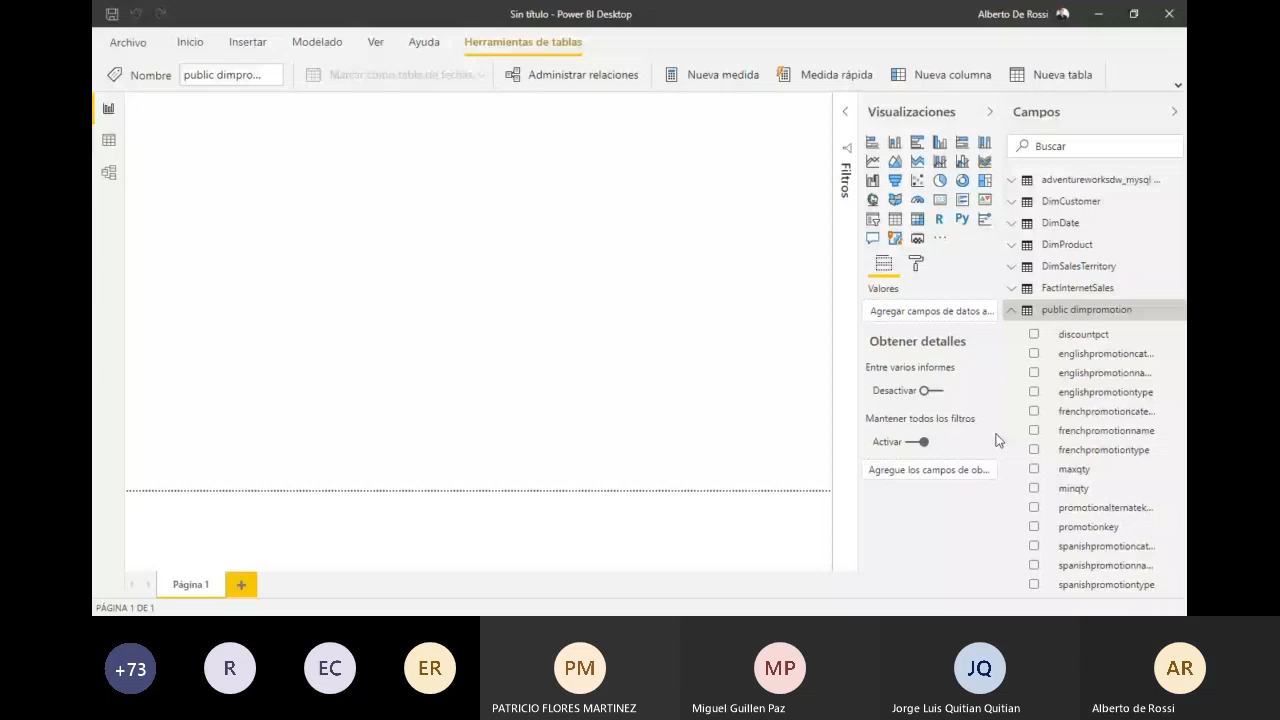 Sin título - Power BI Desktop
Alberto De Rossi
Archivo
Inicio
Insertar
Modelado
Ver
Ayuda
Herramientas de tablas
Nombre
public dimpro...
Marcar como tabla de fechas
Administrar relaciones
Nueva medida
Medida rápida
Nueva columna
Nueva tabla
Filtros
Visualizaciones
R
Py
...
Valores
Agregar campos de datos a...
Obtener detalles
Entre varios informes
Desactivar
Mantener todos los filtros
Activar
Agregue los campos de ob...
Campos
Buscar
adventureworksdw_mysql ...
DimCustomer
DimDate
DimProduct
DimSalesTerritory
FactInternetSales
public dimpromotion
discountpct
englishpromotioncat...
englishpromotionna...
englishpromotiontype
frenchpromotioncate...
frenchpromotionname
frenchpromotiontype
maxqty
minqty
promotionalternatek...
promotionkey
spanishpromotioncat...
spanishpromotionna...
spanishpromotiontype
Página 1
PÁGINA 1 DE 1
+73
R
EC
ER
PM
PATRICIO FLORES MARTINEZ
MP
Miguel Guillen Paz
JQ
Jorge Luis Quitian Quitian
AR
Alberto de Rossi